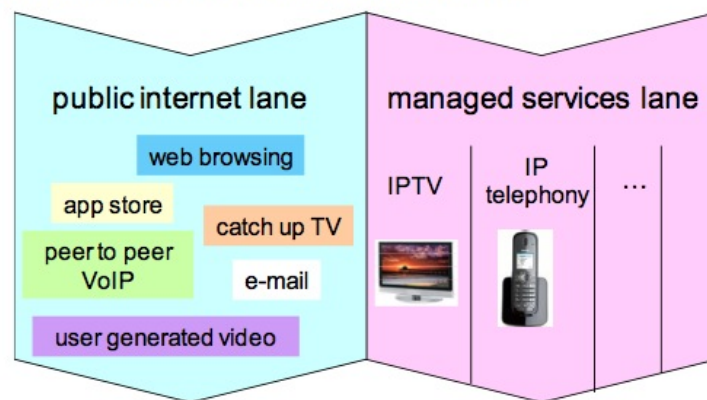 public internet lane
web browsing
app store
catch up TV
peer to peer
VoIP
e-mail
user generated video
managed services lane
IPTV
IP
telephony
...